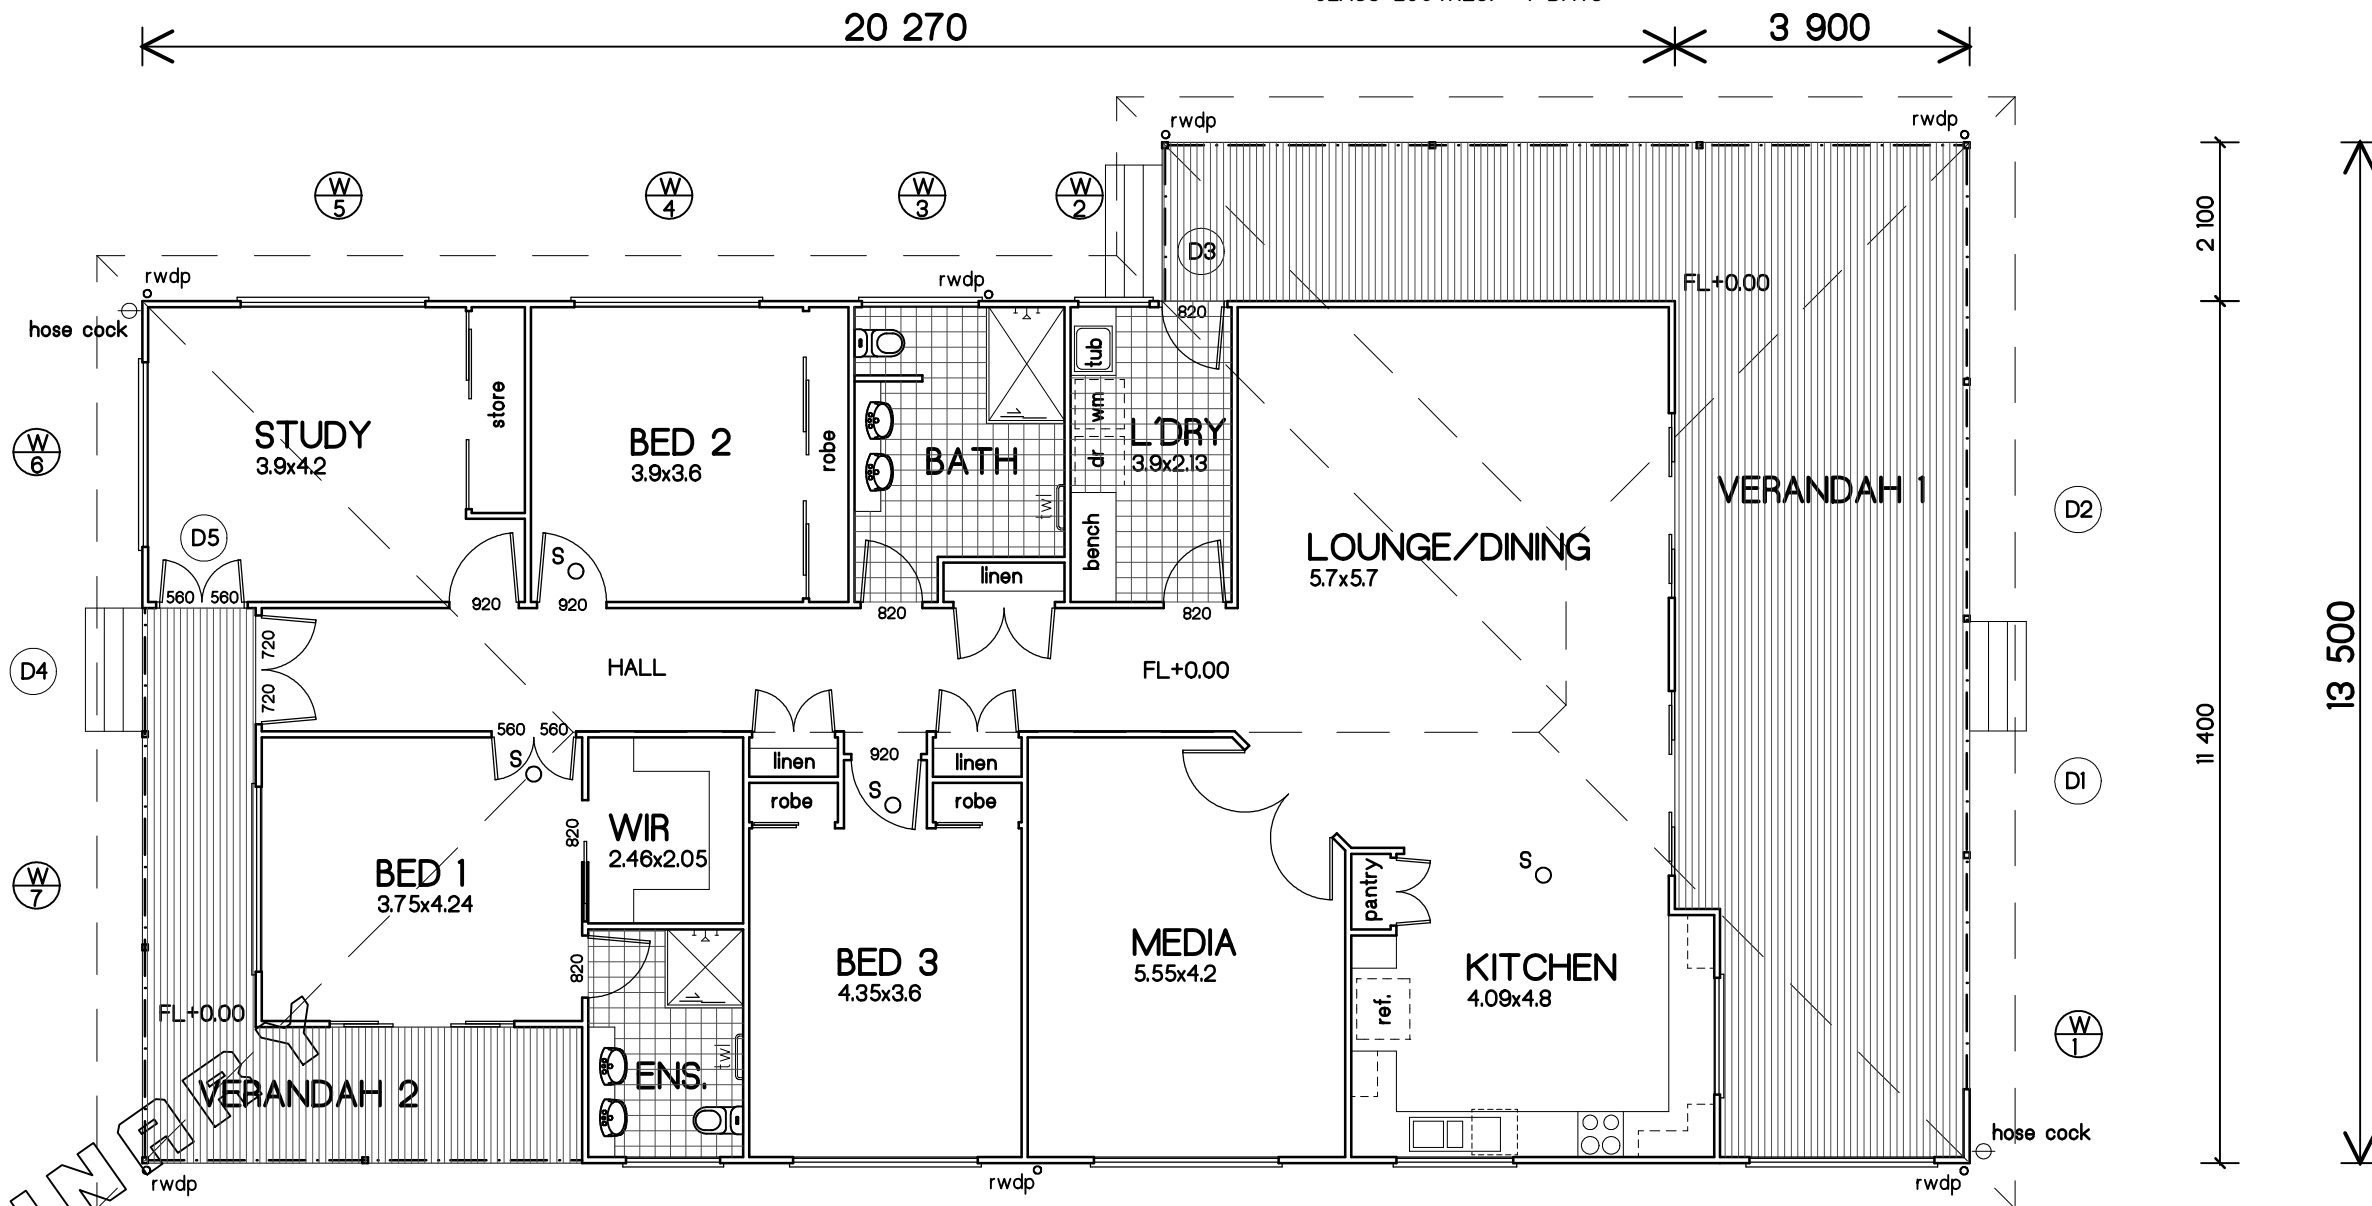 20 270
3 900
rwdp
rwdp
W
5
W
4
W
3
W
2
2 100
D3
rwdp
rwdp
FL+0.00
hose cock
820
tub
STUDY
3.9x4.2
store
BED 2
3.9x3.6
robe
BATH
twl
wm
dr
L'DRY
3.9x2.13
bench
W
6
VERANDAH 1
D2
D5
LOUNGE/DINING
5.7x5.7
S
linen
560
560
920
920
820
820
13 500
D4
720
720
HALL
FL+0.00
11 400
560
560
S
linen
920
linen
D1
robe
S
robe
820
WIR
2.46x2.05
W
7
BED 1
3.75x4.24
pantry
S
MEDIA
5.55x4.2
BED 3
4.35x3.6
KITCHEN
4.09x4.8
820
ref.
FL+0.00
W
1
twl
ENS.
VERANDAH 2
INARY
hose cock
rwdp
rwdp
rwdp